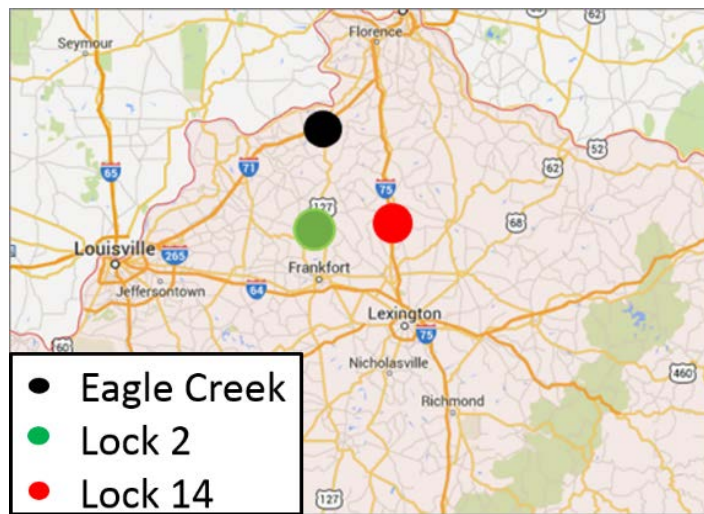 Seymour
Florence
62
62
52
52
71
65
75
127
68
Louisville
265
Jeffersontown
64
Frankfort
Lexington
75
60
Nicholasville
460
Richmond
127
Eagle Creek
Lock 2
Lock 14